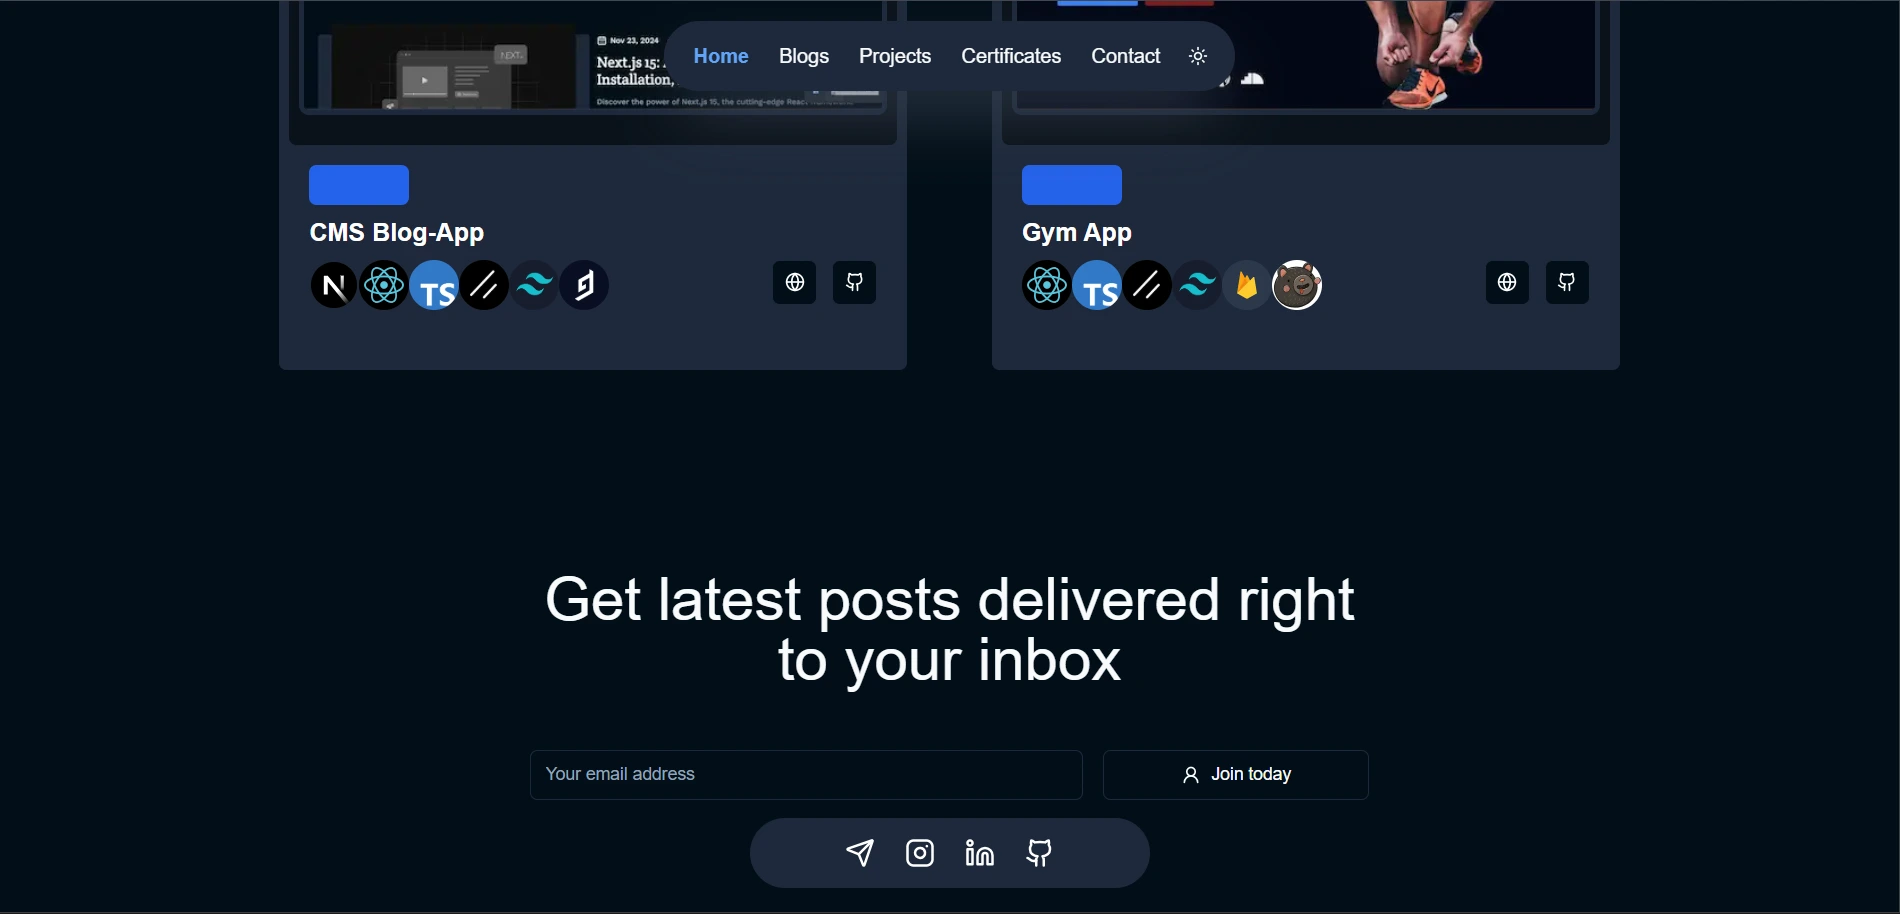 Home Blogs Projects Certificates Contact
Nov 23, 2024
Next.js 15:
Installation,
Discover the power of Next.js 15, the cutting-edge React
CMS Blog-App
TS
Gym App
TS
Get latest posts delivered right
to your inbox
Your email address
Join today